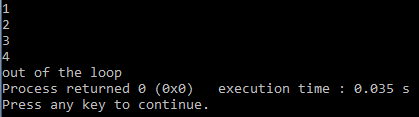 1
2
3
4
out of the loop
Process returned 0 (0x0)   execution time : 0.035 s
Press any key to continue.